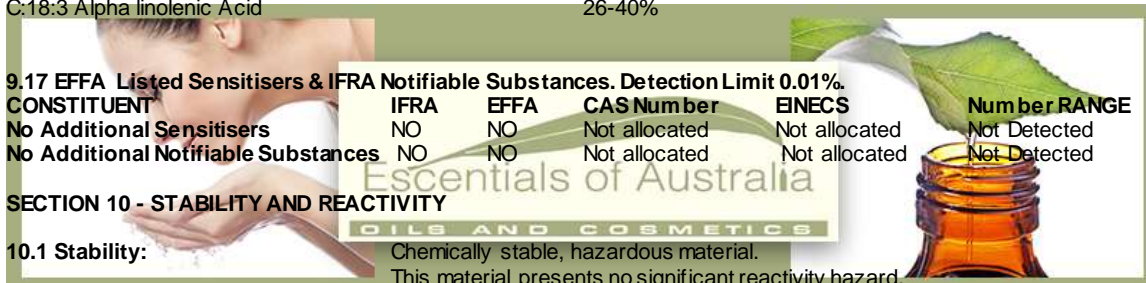 C:18:3 Alpha linolenic Acid 26-40%
9.17 EFFA Listed Sensitisers & IFRA Notifiable Substances. Detection Limit 0.01%.
CONSTITUENT IFRA EFFA CAS Number EINECS Number RANGE
No Additional Sensitisers NO NO Not allocated Not allocated Not Detected
No Additional Notifiable Substances NO NO Not allocated Not allocated Not Detected
Escentials of Australia
SECTION 10 - STABILITY AND REACTIVITY
OILS AND COSMETICS
10.1 Stability: Chemically stable, hazardous material.
This material presents no significant reactivity hazard.